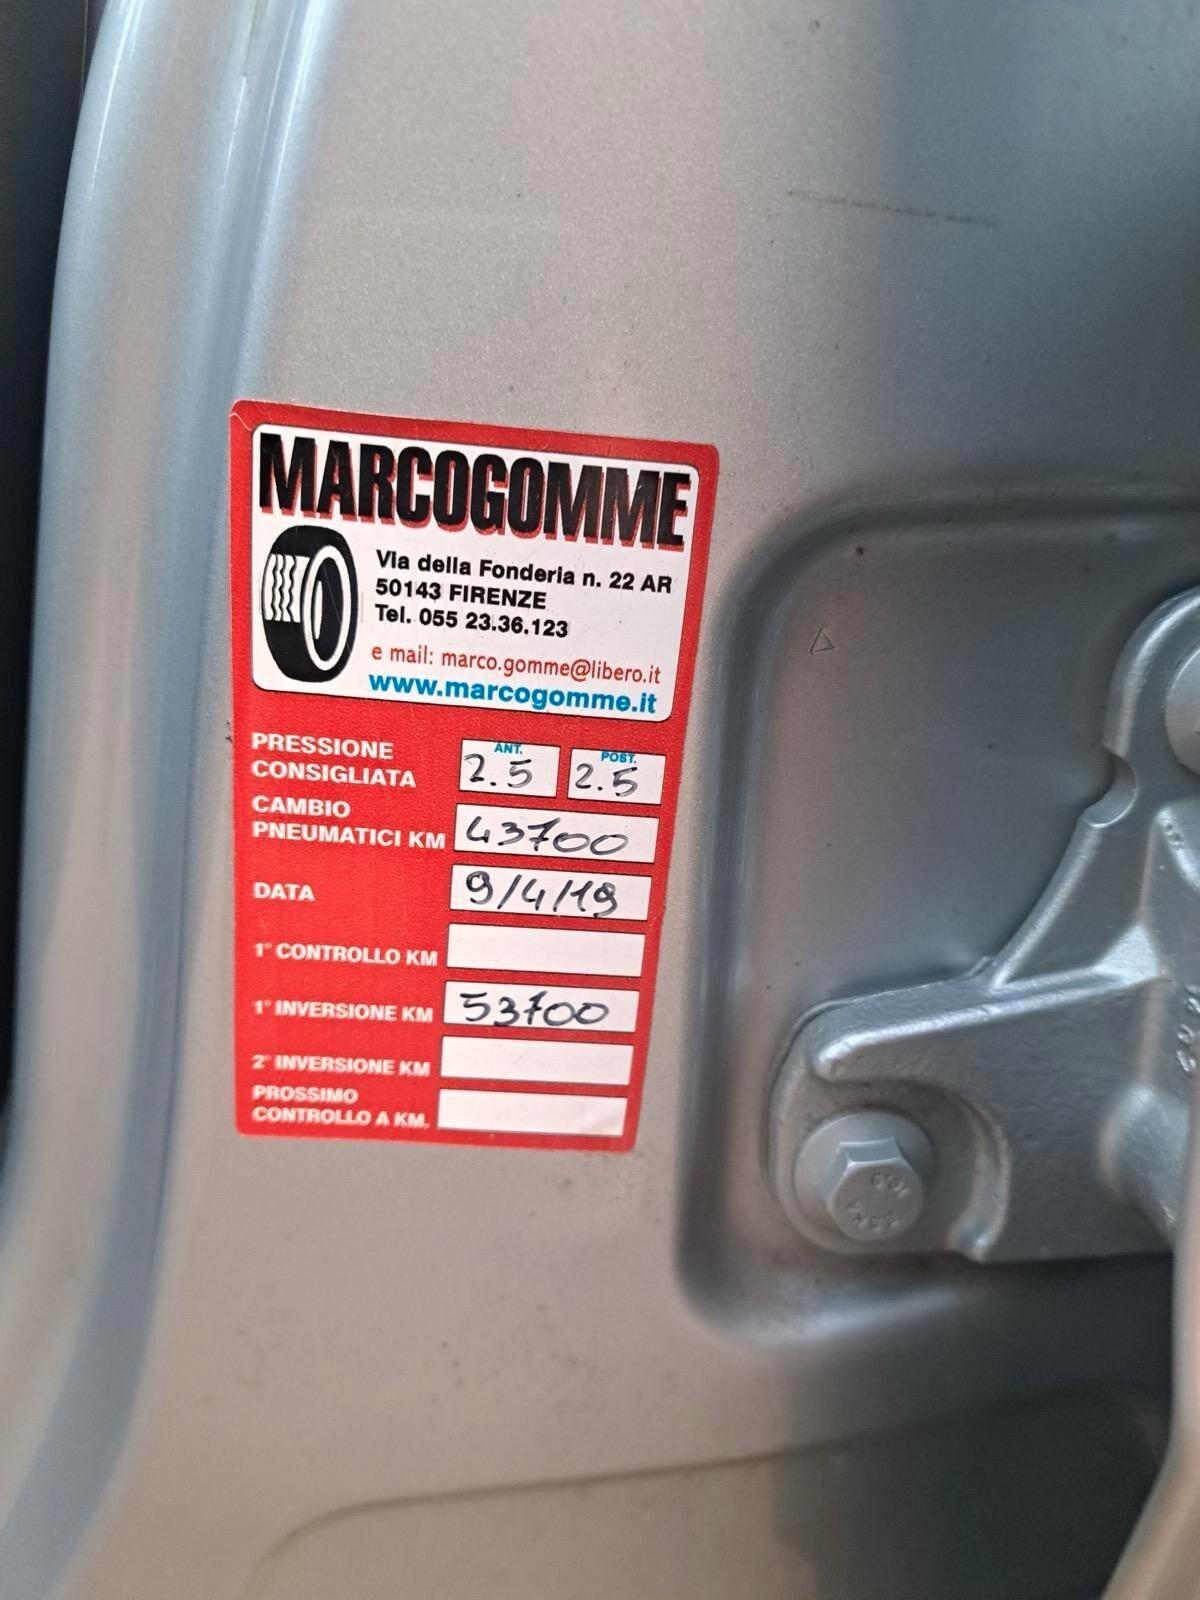 MARCOGOMME
Via della Fonderia n. 22 AR
50143 FIRENZE
Tel. 055 23.36.123
e mail: marco.gomme@libero.it
www.marcogomme.it
PRESSIONE CONSIGLIATA ANT. 2.5 POST. 2.5
CAMBIO PNEUMATICI KM 43700
DATA 9/4/19
1° CONTROLLO KM
1° INVERSIONE KM 53700
2° INVERSIONE KM
PROSSIMO
CONTROLLO A KM.